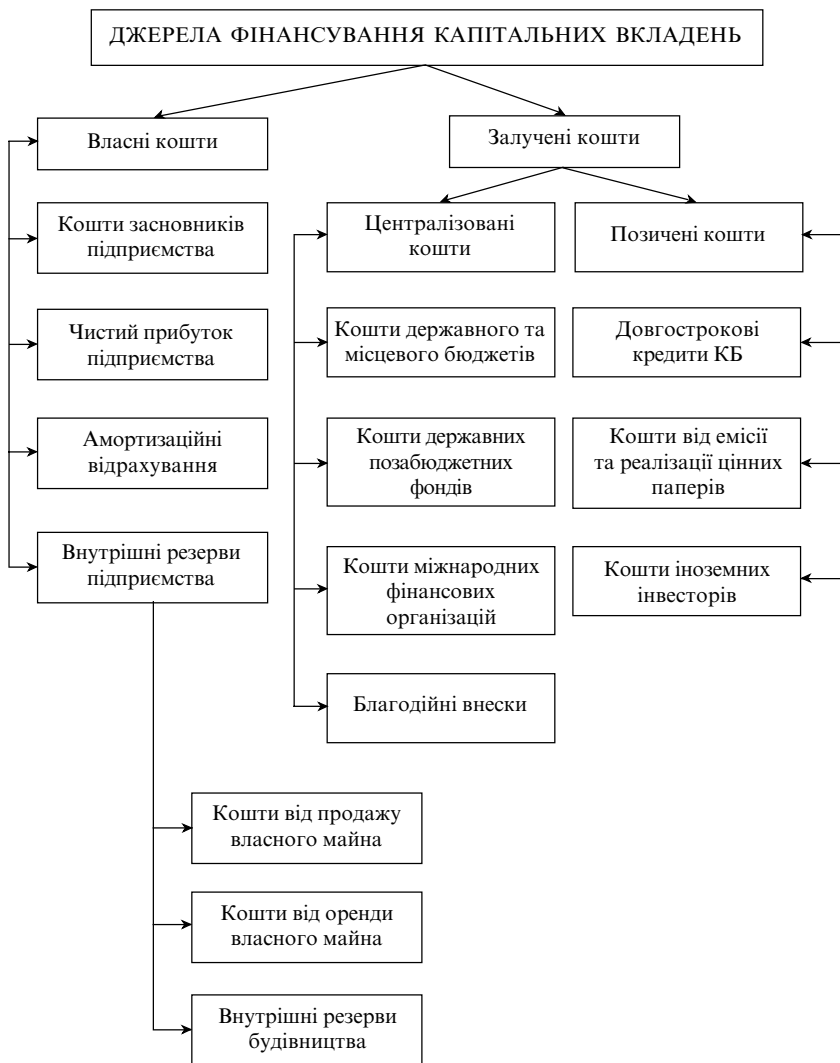 ДЖЕРЕЛА ФІНАНСУВАННЯ КАПІТАЛЬНИХ ВКЛАДЕНЬ
Власні кошти
Залучені кошти
Кошти засновників
підприємства
Централізовані
кошти
Позичені кошти
Чистий прибуток
підприємства
Кошти державного та
місцевого бюджетів
Довгострокові
кредити КБ
Амортизаційні
відрахування
Кошти державних
позабюджетних
фондів
Кошти від емісії
та реалізації цінних
паперів
Внутрішні резерви
підприємства
Кошти міжнародних
фінансових
організацій
Кошти іноземних
інвесторів
Благодійні внески
Кошти від продажу
власного майна
Кошти від оренди
власного майна
Внутрішні резерви
будівництва